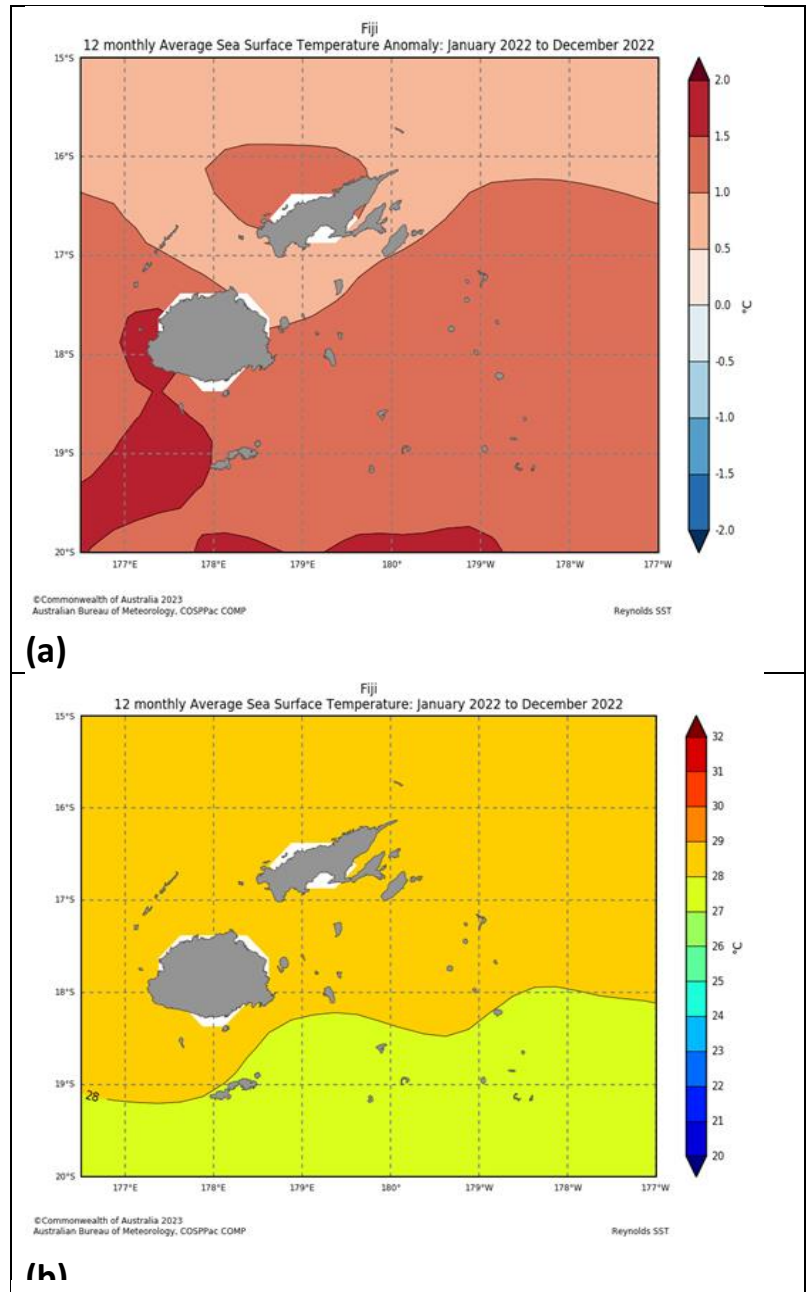 Fiji
12 monthly Average Sea Surface Temperature Anomaly: January 2022 to December 2022
15°S
16°S
17°S
18°S
19°S
20°S
177°E
178°E
179°E
180°
179°W
178°W
177°W
2.0
1.5
1.0
0.5
0.0
-0.5
-1.0
-1.5
-2.0
°C
©Commonwealth of Australia 2023
Australian Bureau of Meteorology, COSPPac COMP
Reynolds SST
(a)
Fiji
12 monthly Average Sea Surface Temperature: January 2022 to December 2022
15°S
16°S
17°S
18°S
19°S
20°S
28
177°E
178°E
179°E
180°
179°W
178°W
177°W
32
31
30
29
28
27
26
25
24
23
22
21
20
°C
©Commonwealth of Australia 2023
Australian Bureau of Meteorology, COSPPac COMP
Reynolds SST
(b)